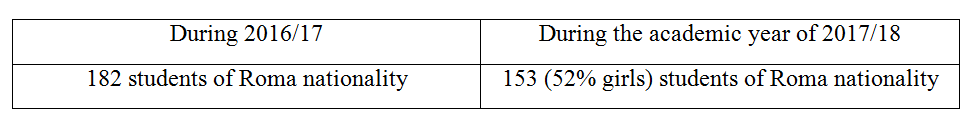 During 2016/17
During the academic year of 2017/18
182 students of Roma nationality
153 (52% girls) students of Roma nationality